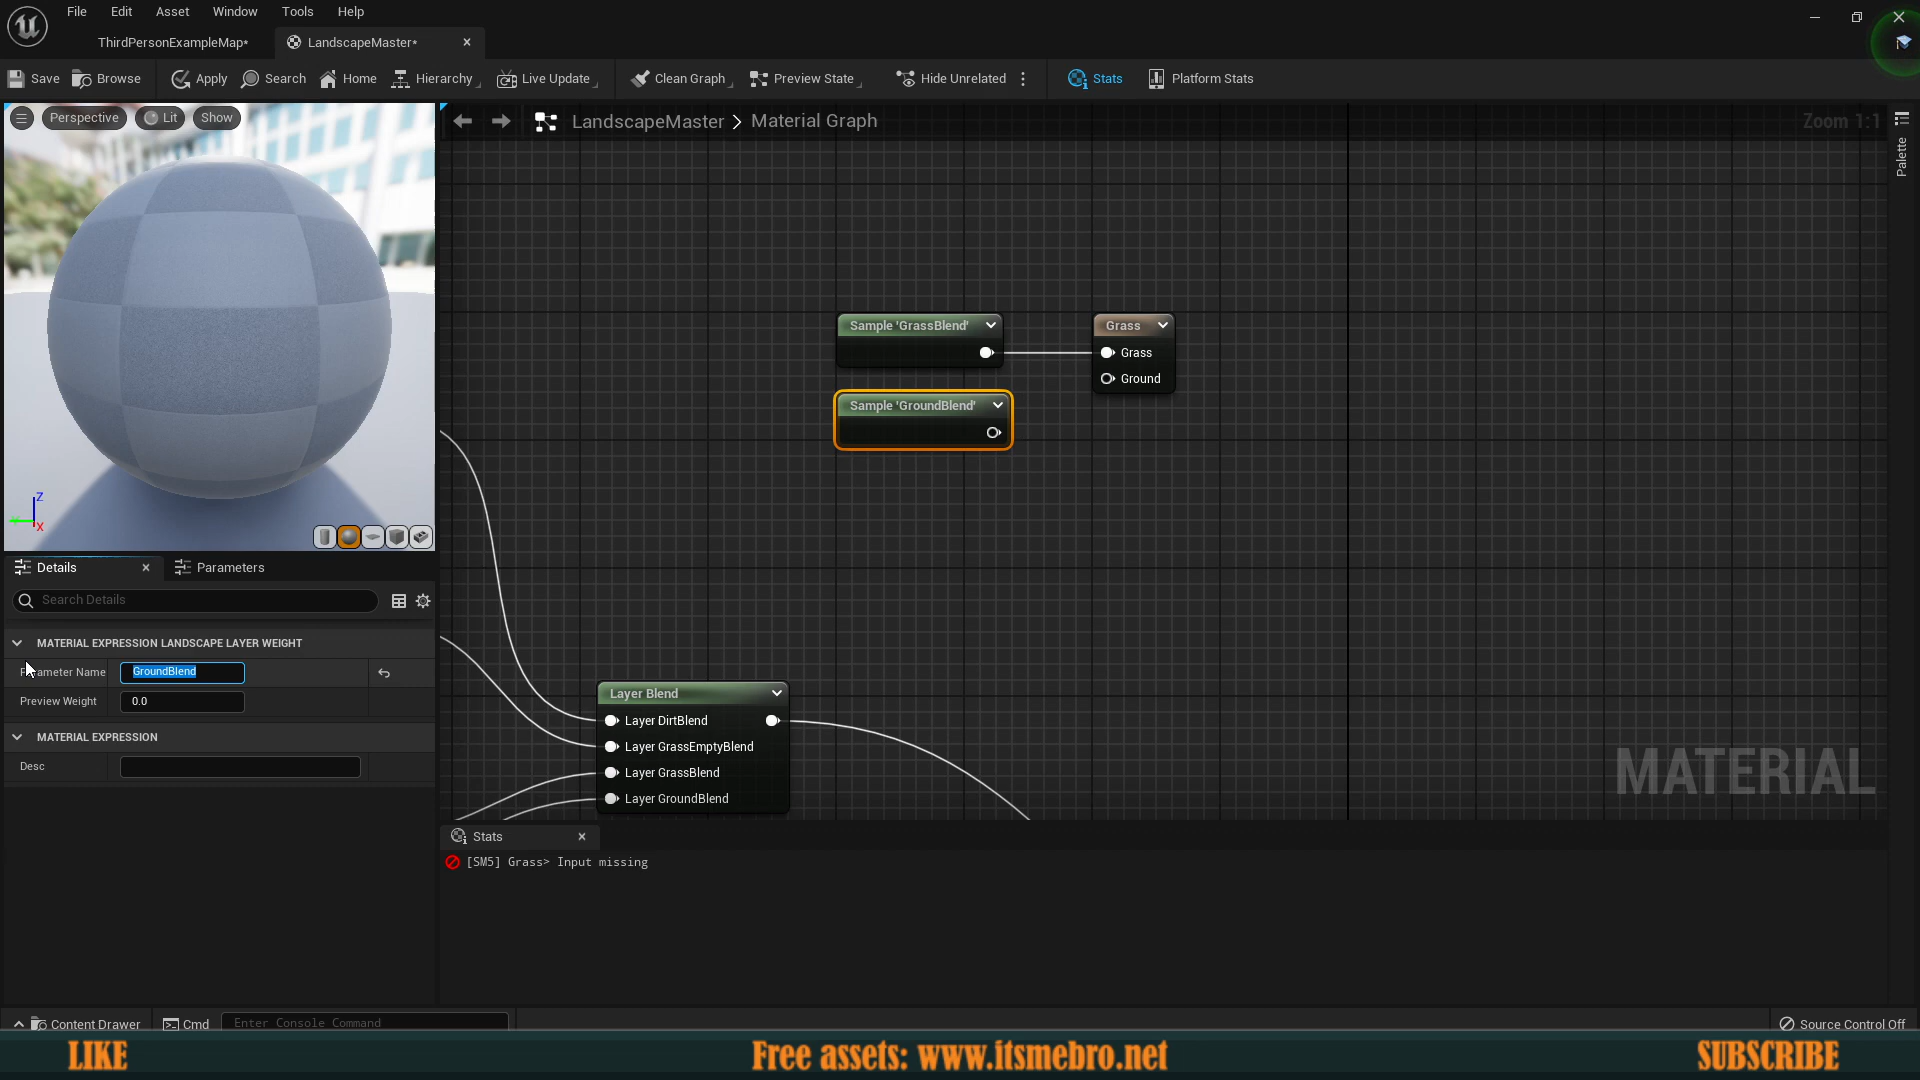 File Edit Asset Window Tools Help
ThirdPersonExampleMap* LandscapeMaster*
Save Browse Apply Search Home Hierarchy Live Update Clean Graph Preview State Hide Unrelated Stats Platform Stats
Perspective Lit Show
LandscapeMaster > Material Graph
Zoom 1:1
Palette
Sample 'GrassBlend'
Grass
Grass
Ground
Sample 'GroundBlend'
Z
X
Details Parameters
Search Details
MATERIAL EXPRESSION LANDSCAPE LAYER WEIGHT
Parameter Name GroundBlend
Preview Weight 0.0
MATERIAL EXPRESSION
Desc
Layer Blend
Layer DirtBlend
Layer GrassEmptyBlend
Layer GrassBlend
Layer GroundBlend
MATERIAL
Stats
[SM5] Grass> Input missing
Content Drawer Cmd Enter Console Command Source Control Off
LIKE Free assets: www.itsmebro.net SUBSCRIBE